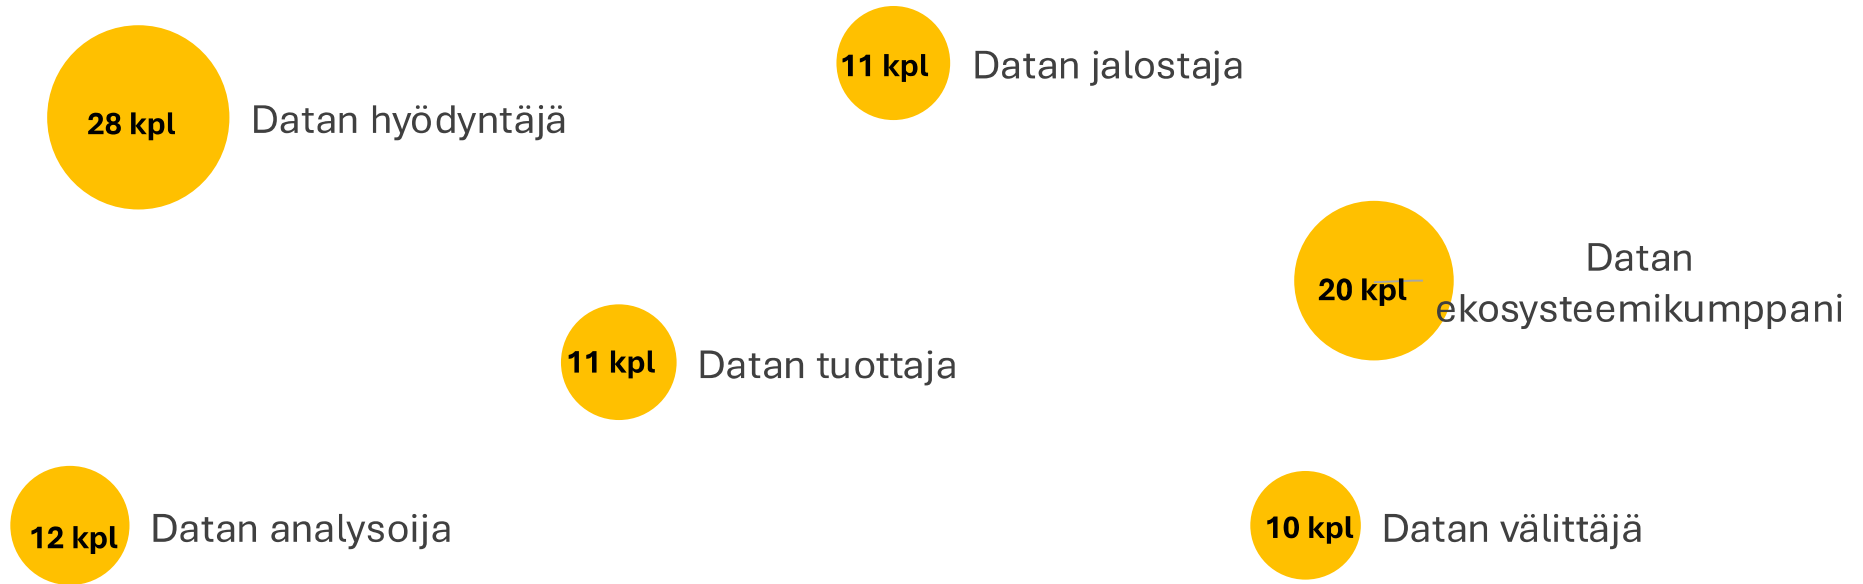 11 kpl Datan jalostaja
28 kpl Datan hyödyntäjä
20 kpl
Datan
ekosysteemikumppani
11 kpl Datan tuottaja
12 kpl Datan analysoija
10 kpl Datan välittäjä